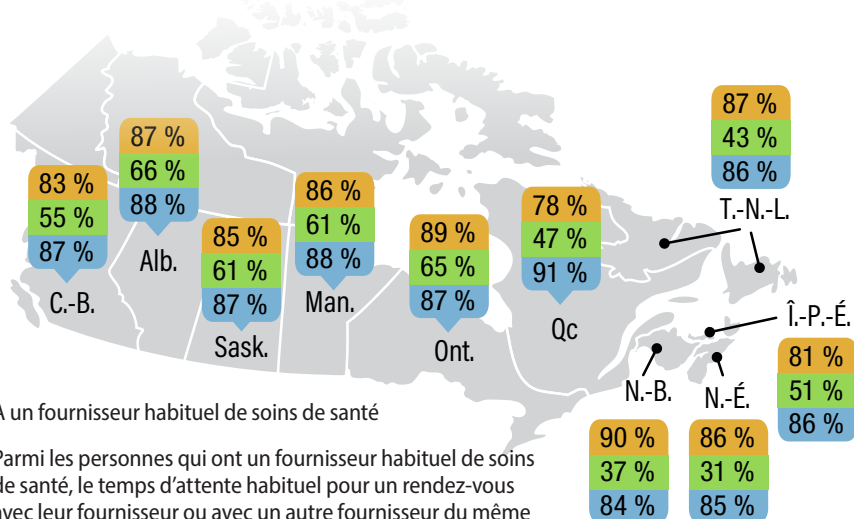 87 %
43 %
86 %
T.-N.-L.
87 %
66 %
88 %
Alb.
83 %
55 %
87 %
C.-B.
86 %
61 %
88 %
Man.
85 %
61 %
87 %
Sask.
89 %
65 %
87 %
Ont.
78 %
47 %
91 %
Qc
Î.-P.-É.
81 %
51 %
86 %
N.-B.
90 %
37 %
84 %
N.-É.
86 %
31 %
85 %
A un fournisseur habituel de soins de santé
Parmi les personnes qui ont un fournisseur habituel de soins
de santé, le temps d'attente habituel pour un rendez-vous
avec leur fournisseur ou avec un autre fournisseur du même